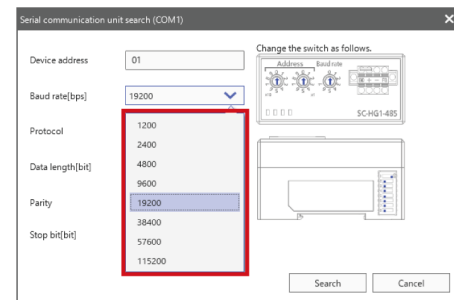 Serial communication unit search (COM1)
Device address
01
Baud rate[bps]
19200
1200
2400
4800
9600
19200
38400
57600
115200
Protocol
Data length[bit]
Parity
Stop bit[bit]
Change the switch as follows.
Address
Baud rate
SC-HG1-485
Search
Cancel